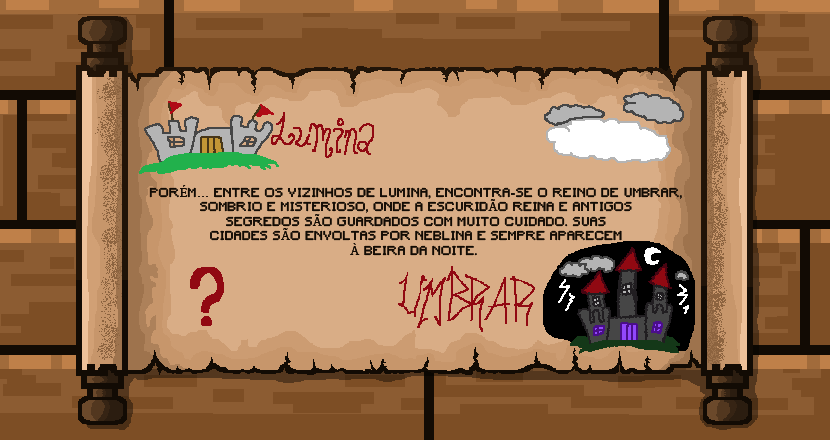 Lumina
PORÉM... ENTRE OS VIZINHOS DE LUMINA, ENCONTRA-SE O REINO DE UMBRAR,
SOMBRIO E MISTERIOSO, ONDE A ESCURIDÃO REINA E ANTIGOS
SEGREDOS SÃO GUARDADOS COM MUITO CUIDADO. SUAS
CIDADES SÃO ENVOLTAS POR NEBLINA E SEMPRE APARECEM
À BEIRA DA NOITE.
?
UMBRAR